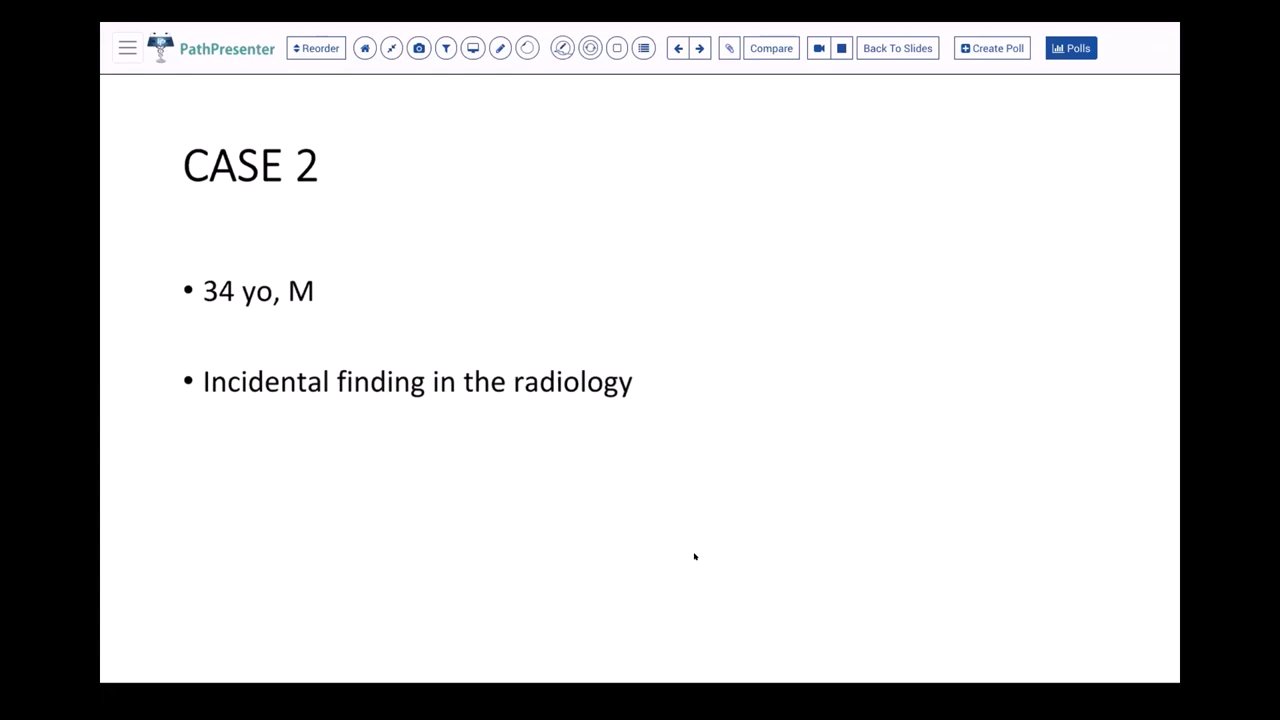 PathPresenter Reorder Compare Back To Slides Create Poll Polls
CASE 2
• 34 yo, M
• Incidental finding in the radiology